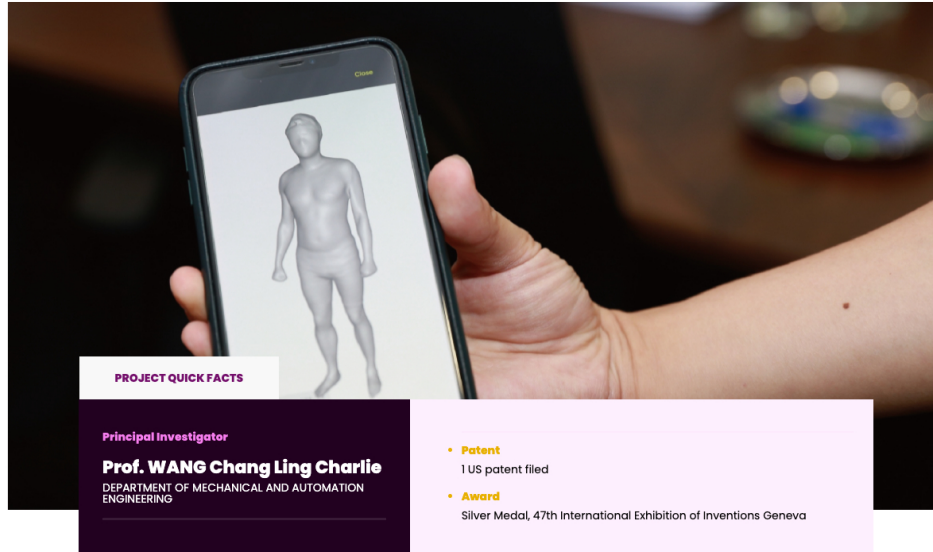 Close
PROJECT QUICK FACTS
Principal Investigator
Prof. WANG Chang Ling Charlie
DEPARTMENT OF MECHANICAL AND AUTOMATION
ENGINEERING
Patent
1 US patent filed
Award
Silver Medal, 47th International Exhibition of Inventions Geneva